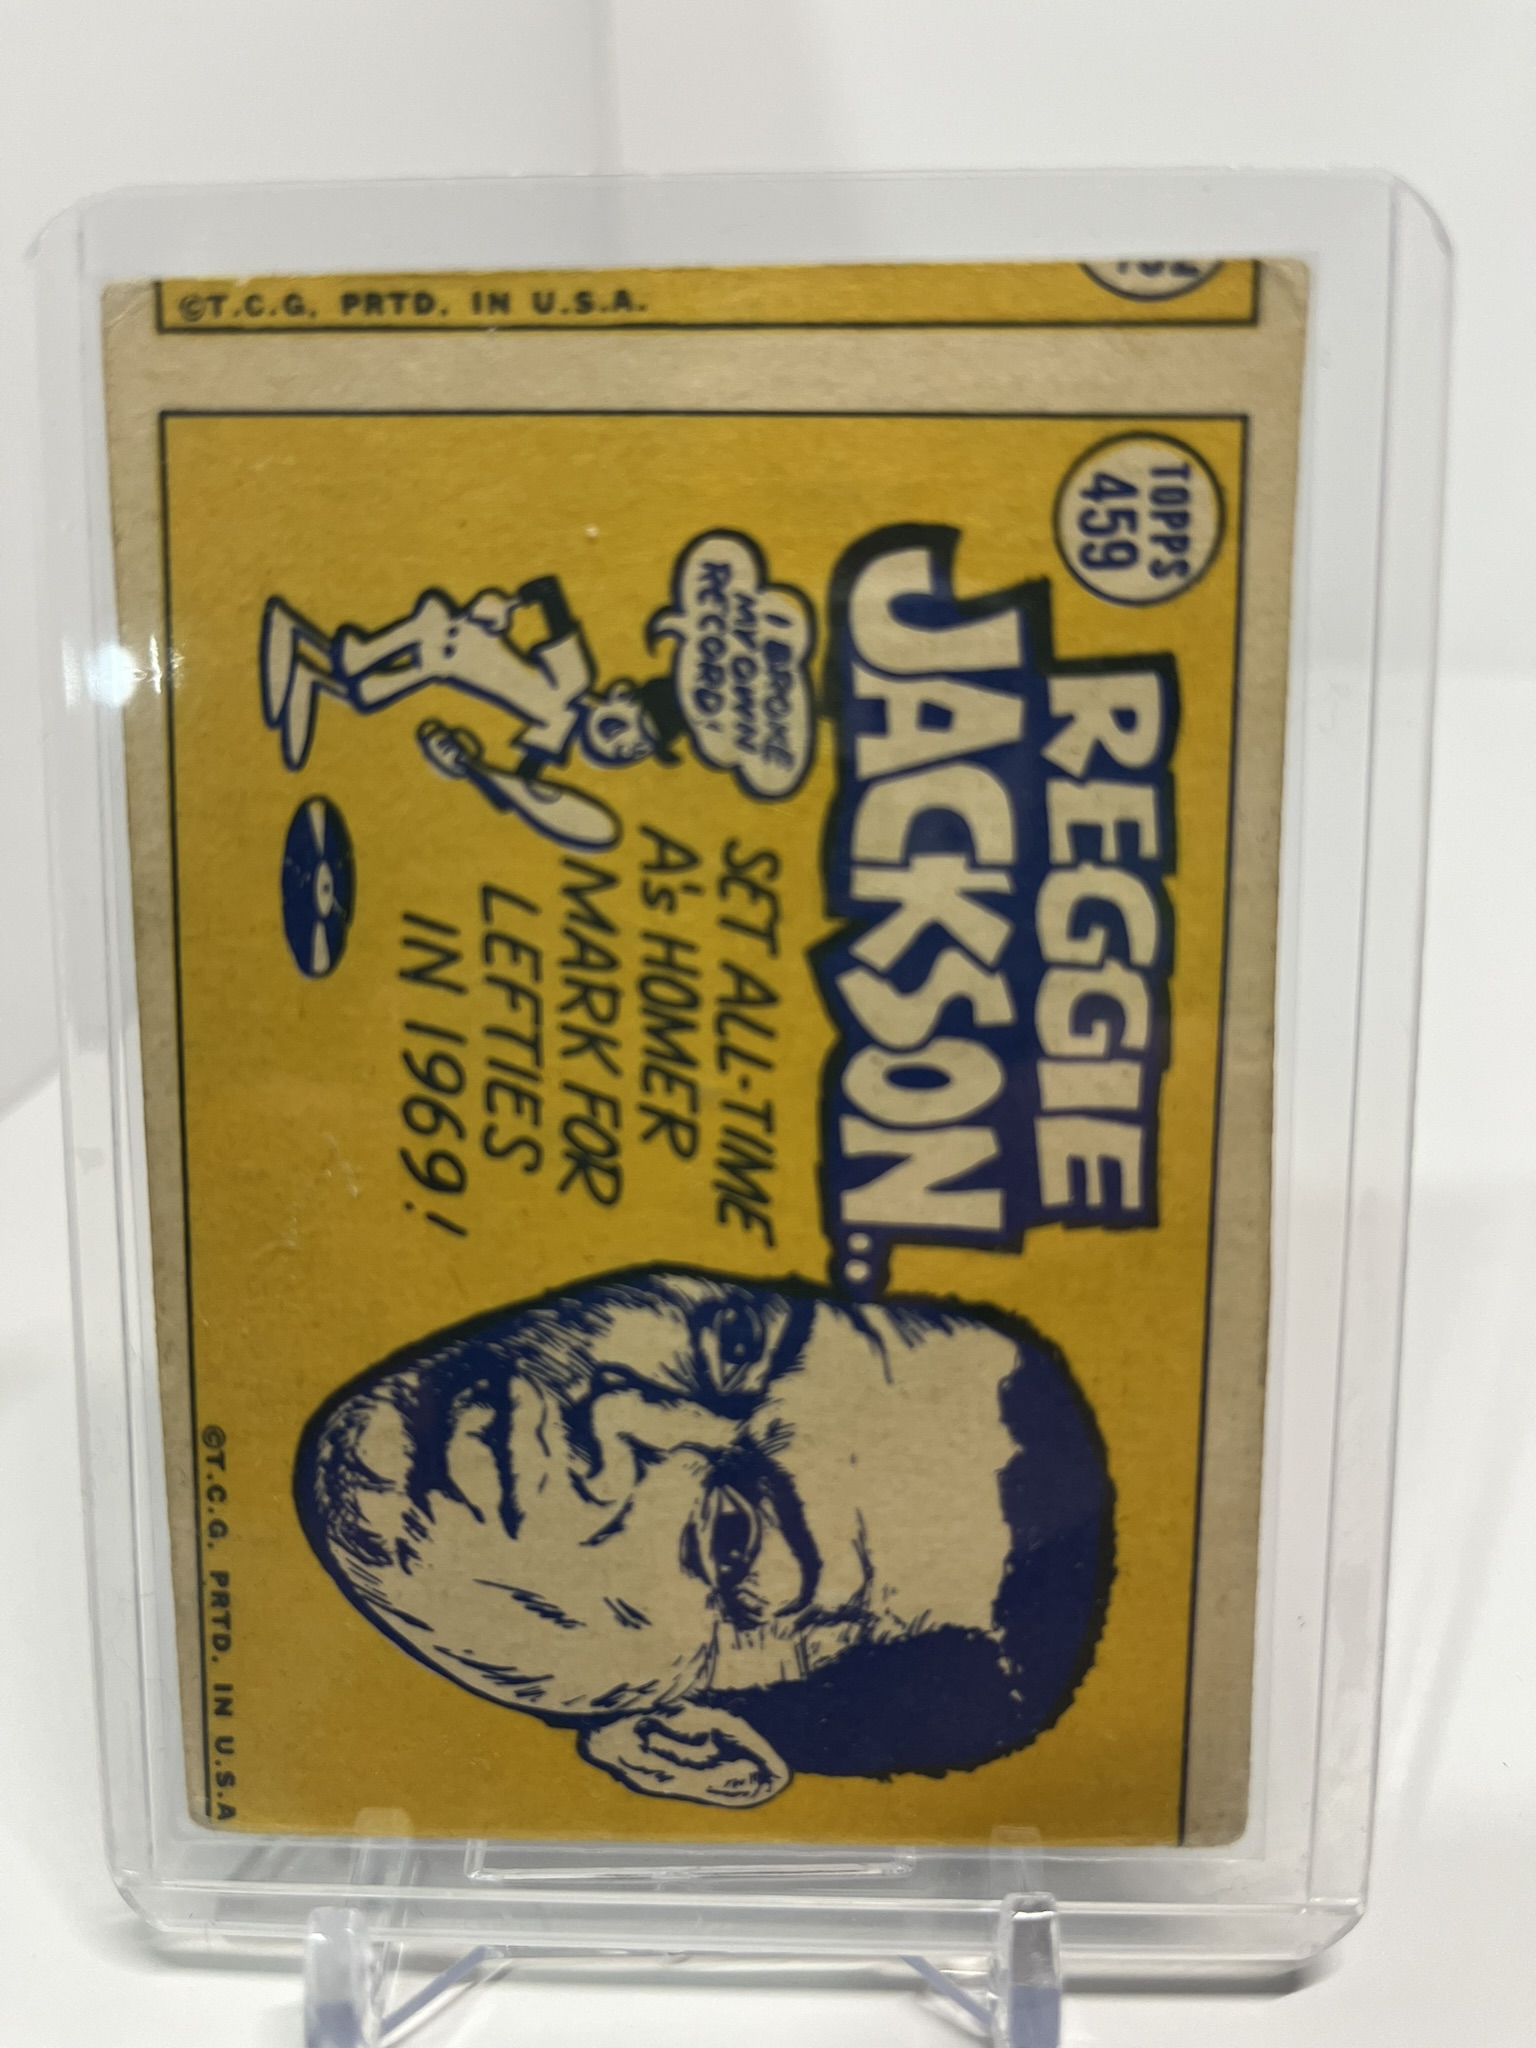 ©T.C.G. PRTD. IN U.S.A.
TOPPS
459
REGGIE
JACKSON...
I BROKE
MY OWN
RECORD!
SET ALL-TIME
A's HOMER
MARK FOR
LEFTIES
IN 1969!
©T.C.G. PRTD. IN U.S.A